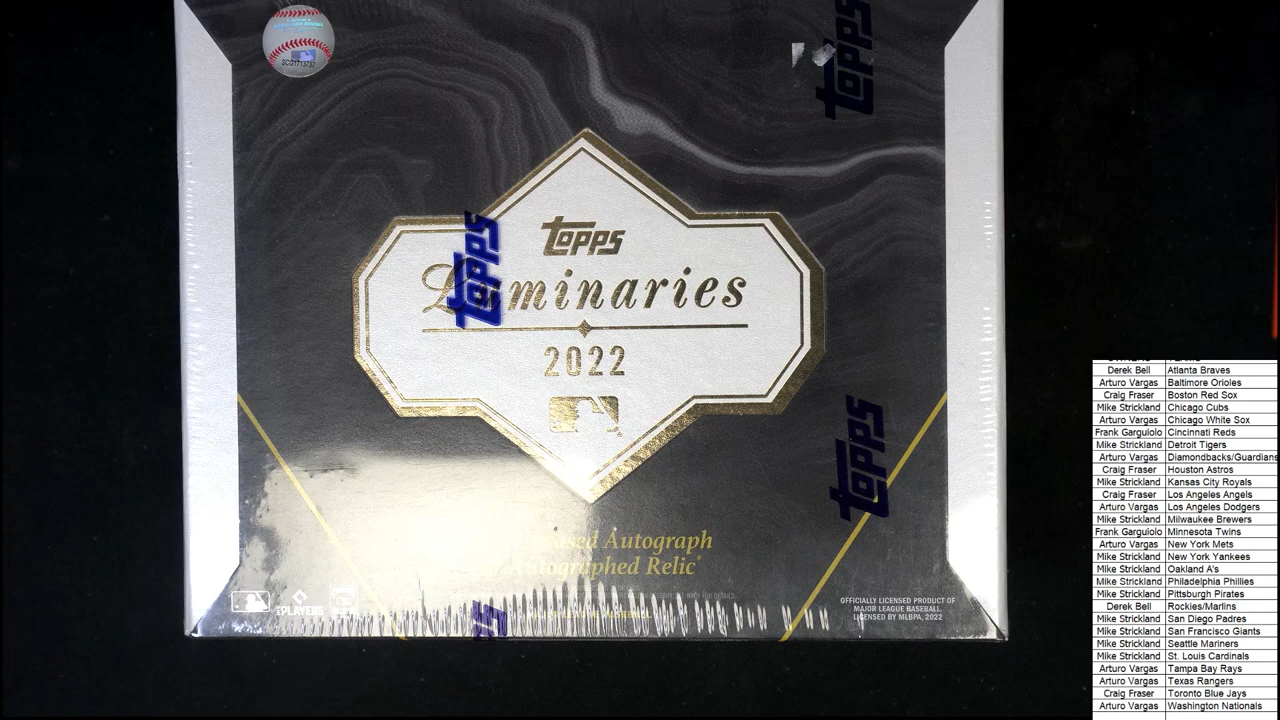 SCG1713737
topps
topps
topps
Luminaries
2022
topps
Autograph
Relic
PLAYERS
OFFICIALLY LICENSED PRODUCT OF
MAJOR LEAGUE BASEBALL
LICENSED BY MLBPA, 2022
Derek Bell Atlanta Braves
Arturo Vargas Baltimore Orioles
Craig Fraser Boston Red Sox
Mike Strickland Chicago Cubs
Arturo Vargas Chicago White Sox
Frank Gargulolo Cincinnati Reds
Mike Strickland Detroit Tigers
Arturo Vargas Diamondbacks/Guardians
Craig Fraser Houston Astros
Mike Strickland Kansas City Royals
Craig Fraser Los Angeles Angels
Arturo Vargas Los Angeles Dodgers
Mike Strickland Milwaukee Brewers
Frank Gargulolo Minnesota Twins
Arturo Vargas New York Mets
Mike Strickland New York Yankees
Mike Strickland Oakland A's
Mike Strickland Philadelphia Phillies
Mike Strickland Pittsburgh Pirates
Derek Bell Rockies/Marlins
Mike Strickland San Diego Padres
Mike Strickland San Francisco Giants
Mike Strickland Seattle Mariners
Mike Strickland St. Louis Cardinals
Arturo Vargas Tampa Bay Rays
Arturo Vargas Texas Rangers
Craig Fraser Toronto Blue Jays
Arturo Vargas Washington Nationals